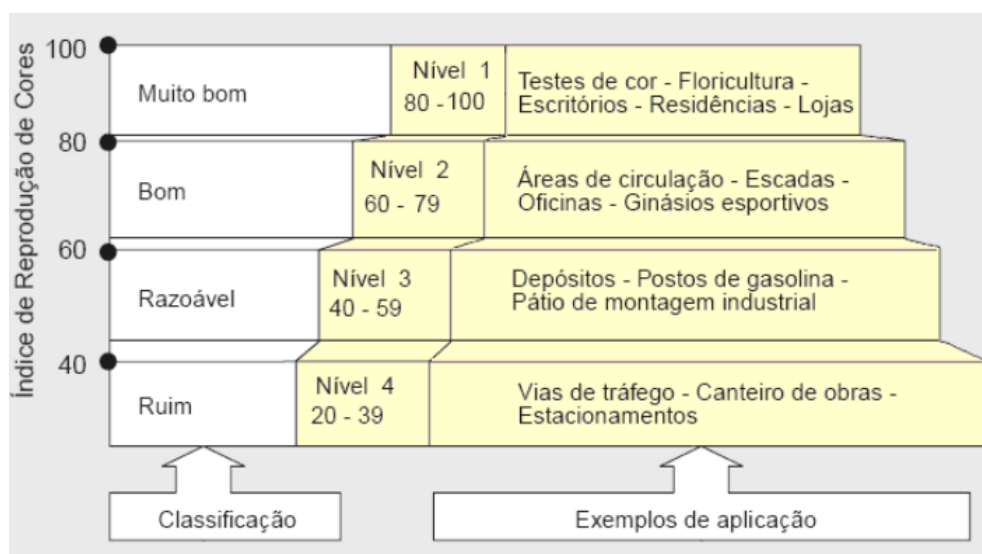 Índice de Reprodução de Cores
100
Muito bom
Nível 1
80 -100
Testes de cor - Floricultura -
Escritórios - Residências - Lojas
80
Bom
Nível 2
60 - 79
Áreas de circulação - Escadas -
Oficinas - Ginásios esportivos
60
Razoável
Nível 3
40 - 59
Depósitos - Postos de gasolina -
Pátio de montagem industrial
40
Ruim
Nível 4
20 - 39
Vias de tráfego - Canteiro de obras -
Estacionamentos
Classificação
Exemplos de aplicação